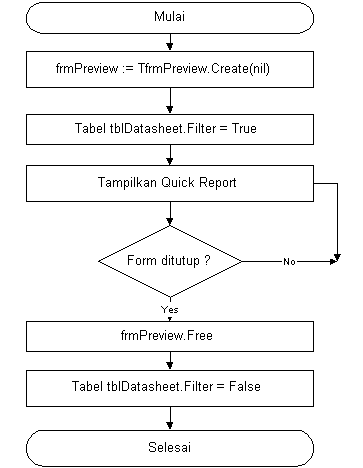 Mulai
frmPreview := TfrmPreview.Create(nil)
Tabel tblDatasheet.Filter = True
Tampilkan Quick Report
Form ditutup ?
No
Yes
frmPreview.Free
Tabel tblDatasheet.Filter = False
Selesai